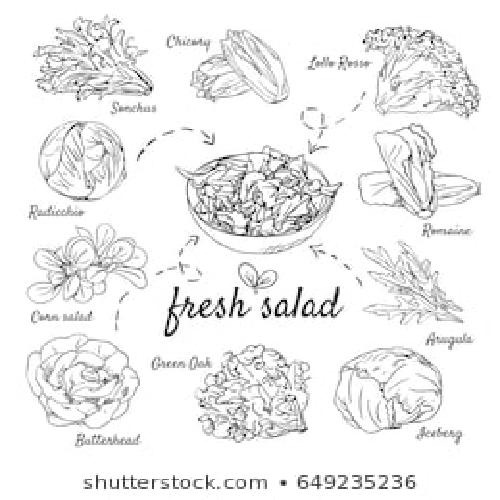 Chicory
Lollo Rosso
Sonchus
Radicchio
Romaine
Corn salad
fresh salad
Arugula
Green Oak
Butterhead
Iceberg
shutterstock.com • 649235236